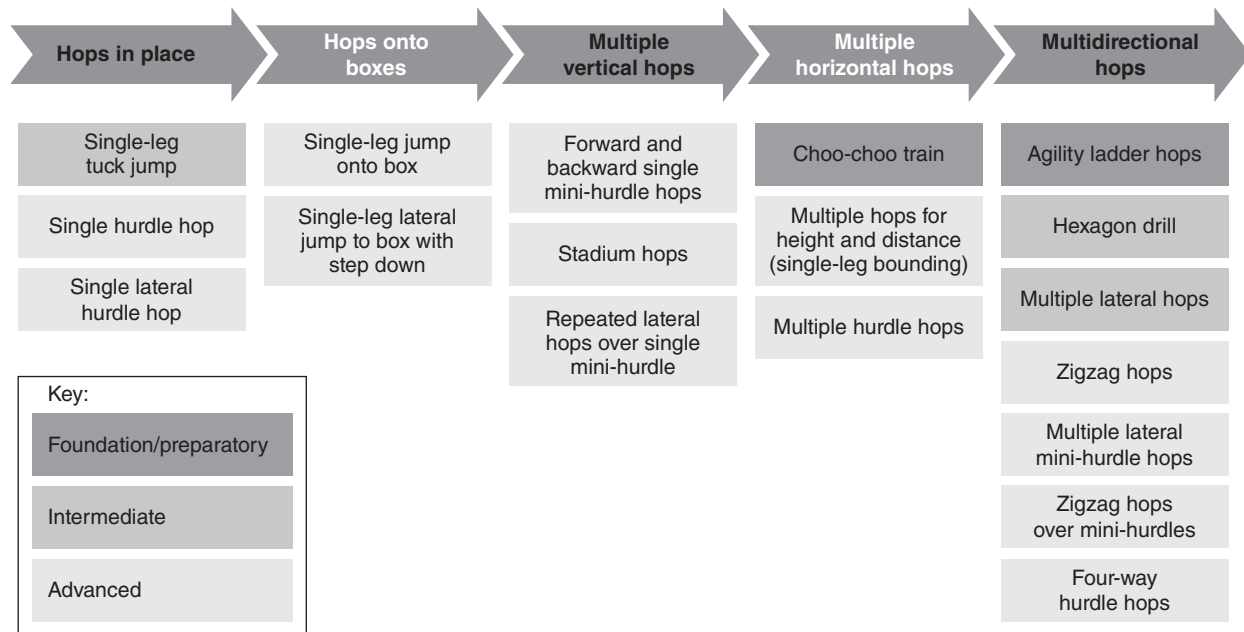 Hops in place
Hops onto
boxes
Multiple
vertical hops
Multiple
horizontal hops
Multidirectional
hops
Single-leg
tuck jump
Single hurdle hop
Single lateral
hurdle hop
Single-leg jump
onto box
Single-leg lateral
jump to box with
step down
Forward and
backward single
mini-hurdle hops
Stadium hops
Repeated lateral
hops over single
mini-hurdle
Choo-choo train
Multiple hops for
height and distance
(single-leg bounding)
Multiple hurdle hops
Agility ladder hops
Hexagon drill
Multiple lateral hops
Zigzag hops
Multiple lateral
mini-hurdle hops
Zigzag hops
over mini-hurdles
Four-way
hurdle hops
Key:
Foundation/preparatory
Intermediate
Advanced